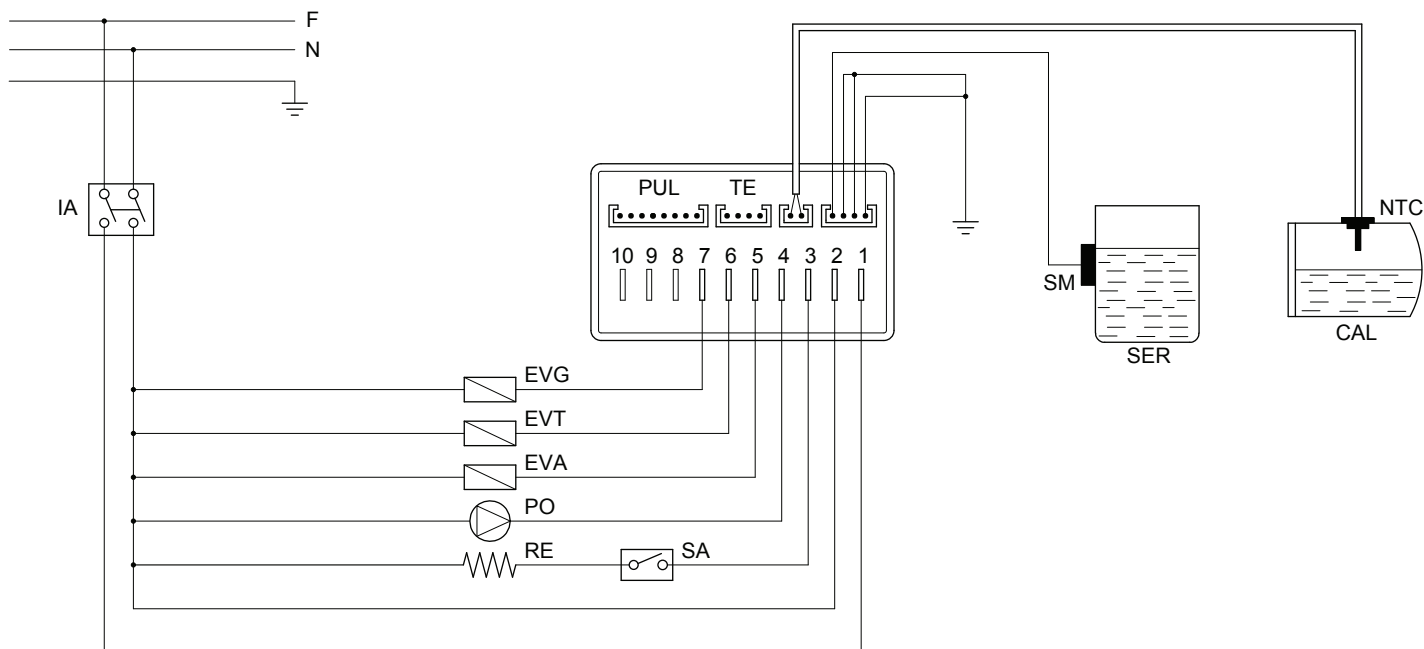 F
N
IA
PUL TE
NTC
10 9 8 7 6 5 4 3 2 1
SM
CAL
SER
EVG
EVT
EVA
PO
RE SA